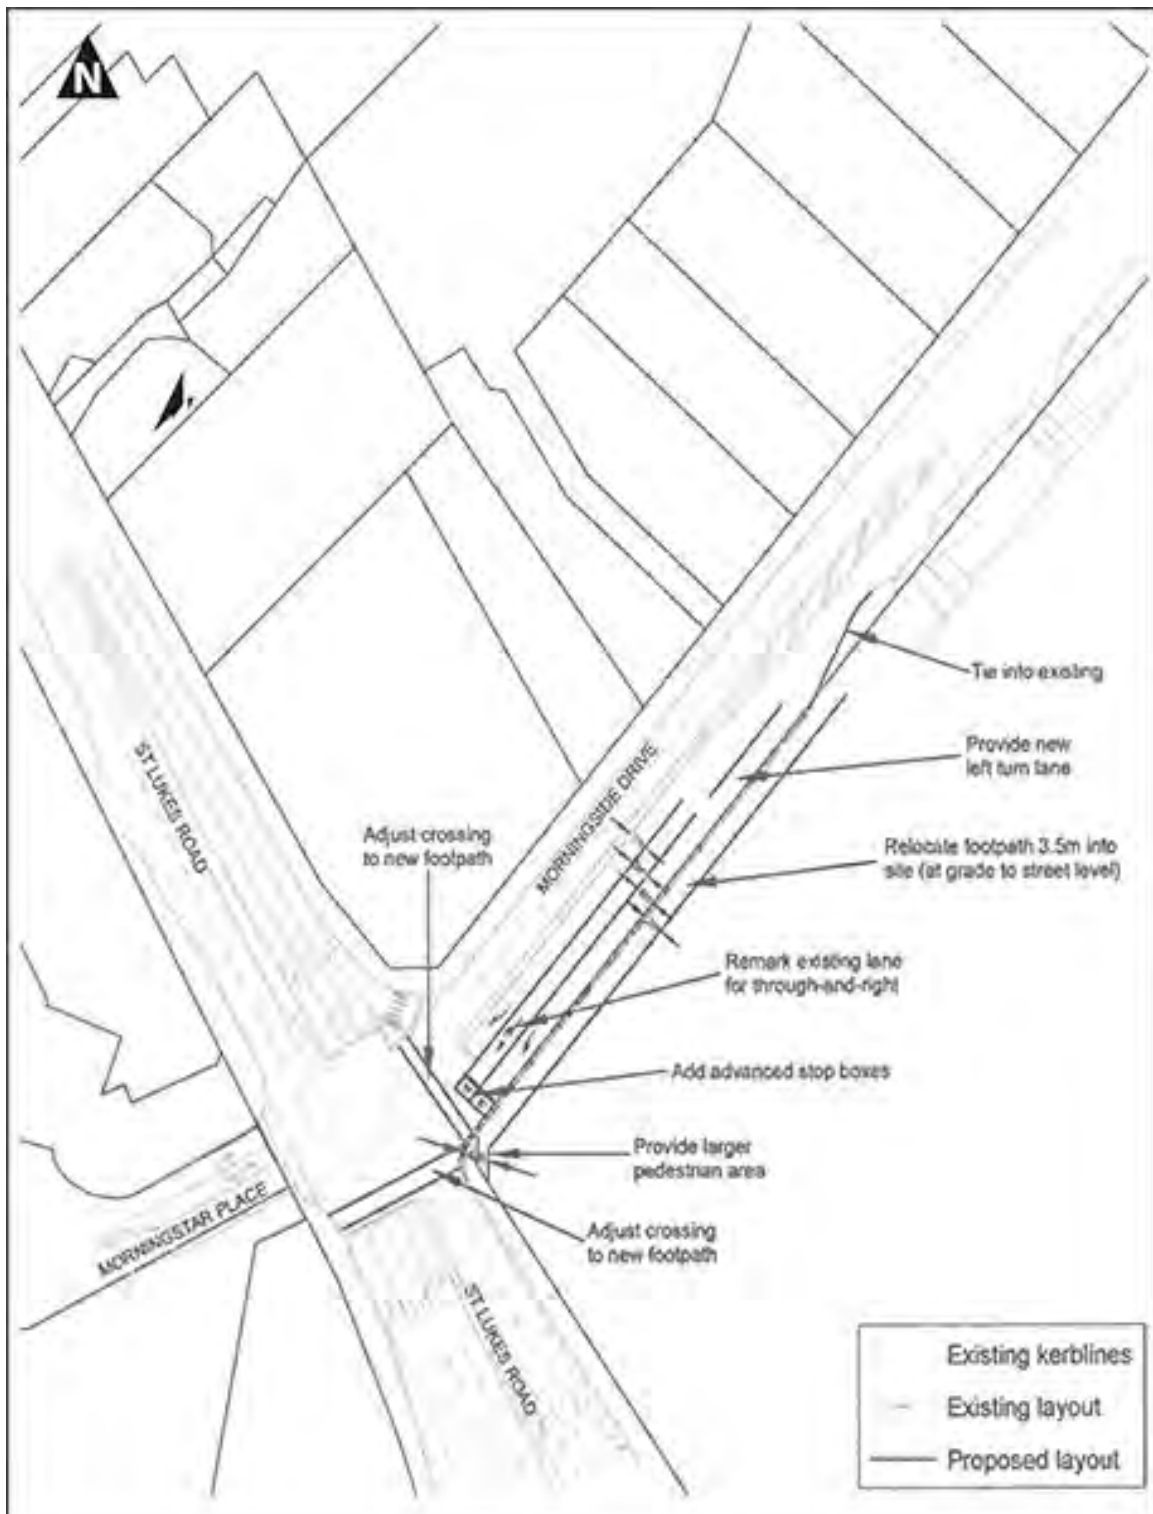 N
Tie into existing
Provide new
left turn lane
ST LUKES ROAD
MORNINGSIDE DRIVE
Adjust crossing
to new footpath
Relocate footpath 3.5m into
site (at grade to street level)
Remark existing lane
for through-and-right
Add advanced stop boxes
Provide larger
pedestrian area
MORNINGSTAR PLACE
Adjust crossing
to new footpath
ST LUKES ROAD
Existing kerblines
Existing layout
Proposed layout